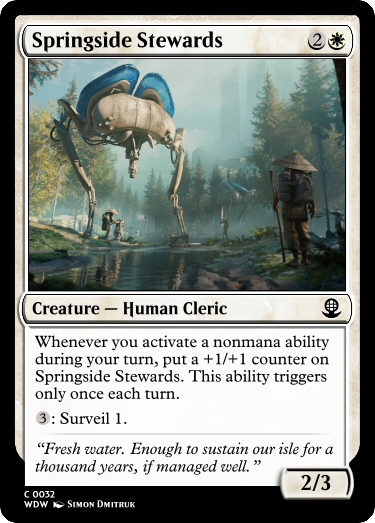 Springside Stewards 2
Creature — Human Cleric
Whenever you activate a nonmana ability
during your turn, put a +1/+1 counter on
Springside Stewards. This ability triggers
only once each turn.
3: Surveil 1.
“Fresh water. Enough to sustain our isle for a
thousand years, if managed well.”
2/3
C 0032
WDW SIMON DMITRUK